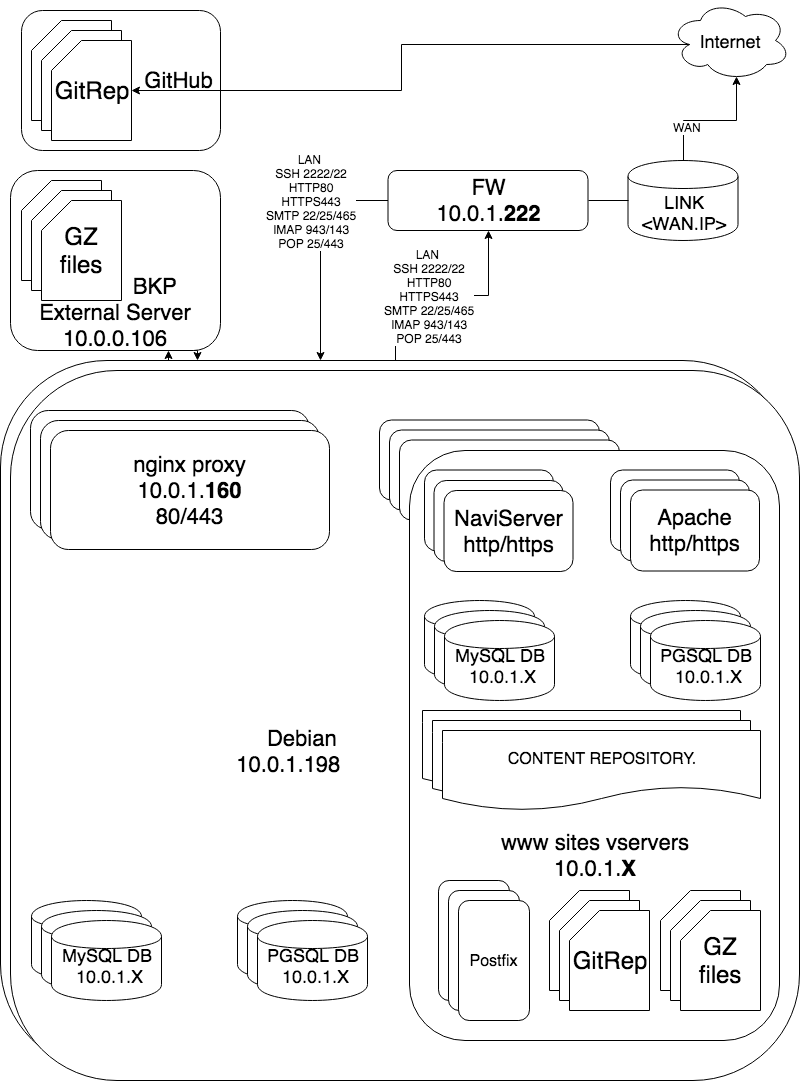 Internet
GitHub
GitRep
WAN
LAN
SSH 2222/22
HTTP80
HTTPS443
SMTP 22/25/465
IMAP 943/143
POP 25/443
FW
10.0.1.222
LINK
<WAN.IP>
GZ
files
BKP
External Server
10.0.0.106
LAN
SSH 2222/22
HTTP80
HTTPS443
SMTP 22/25/465
IMAP 943/143
POP 25/443
nginx proxy
10.0.1.160
80/443
NaviServer
http/https
Apache
http/https
MySQL DB
10.0.1.X
PGSQL DB
10.0.1.X
Debian
10.0.1.198
CONTENT REPOSITORY.
www sites vservers
10.0.1.X
MySQL DB
10.0.1.X
PGSQL DB
10.0.1.X
Postfix
GitRep
GZ
files